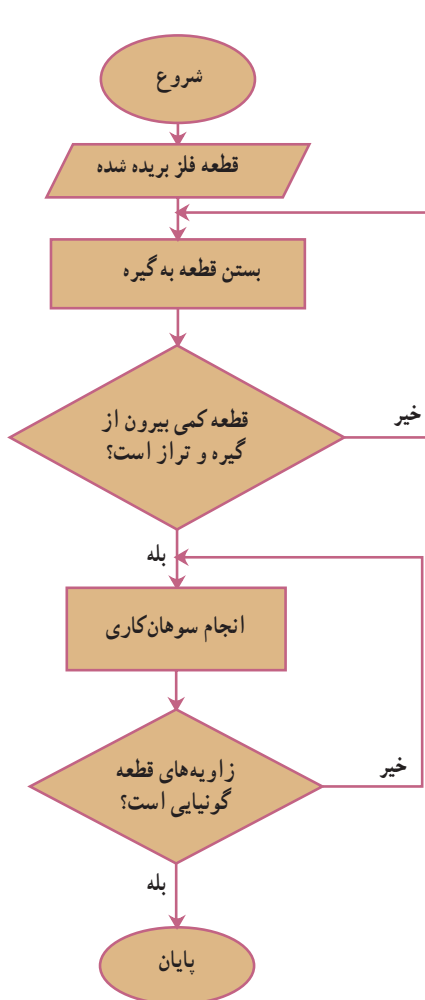 شروع
قطعه فلز بریده شده
بستن قطعه به گیره
قطعه کمی بیرون از
گیره و تراز است؟
خیر
بله
انجام سوهان‌کاری
زاویه‌های قطعه
گونیایی است؟
خیر
بله
پایان